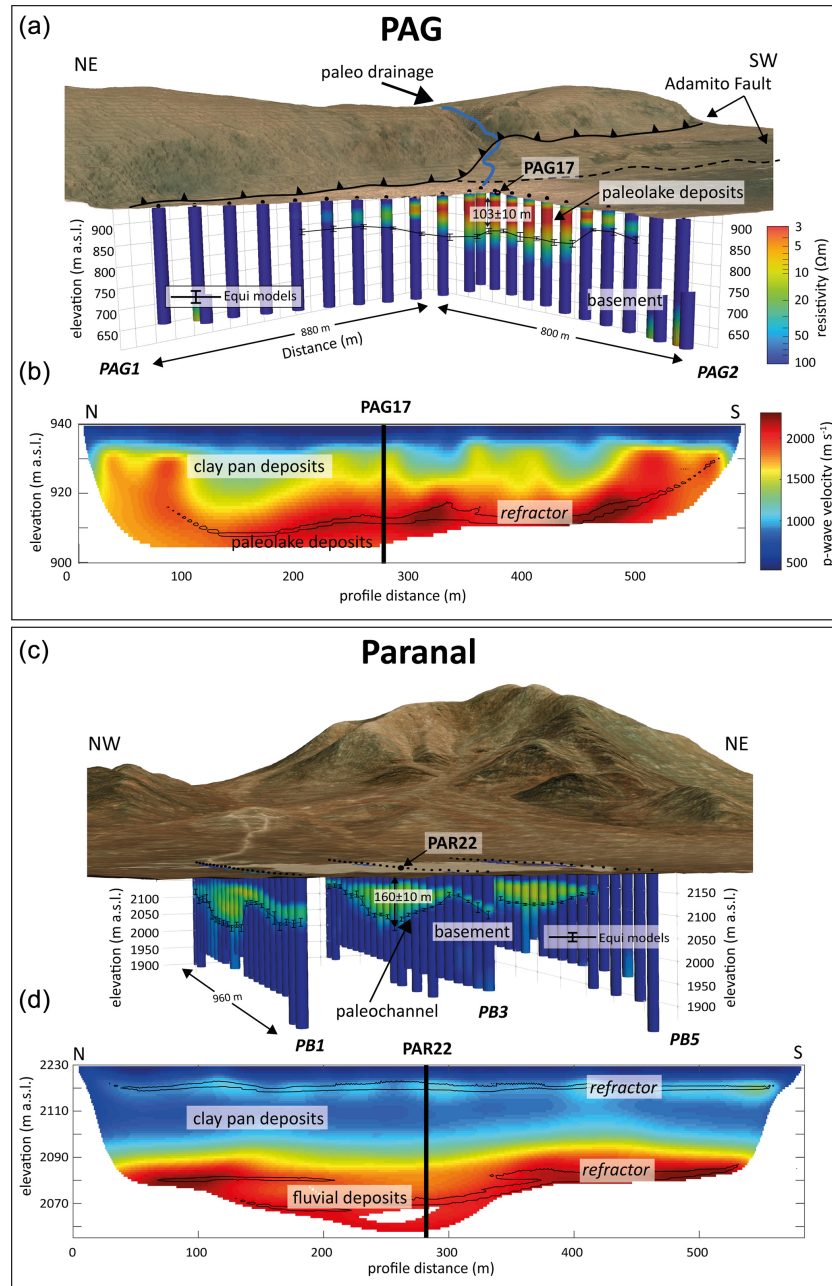 (a)
PAG
NE
SW
paleo drainage
Adamito Fault
PAG17
paleolake deposits
103±10 m
900
850
800
750
700
650
elevation (m a.s.l.)
Equi models
basement
900
850
800
750
700
650
elevation (m a.s.l.)
3
5
10
20
50
100
resistivity (Ωm)
880 m
800 m
Distance (m)
PAG1
PAG2
(b)
N
PAG17
S
940
920
900
elevation (m a.s.l.)
clay pan deposits
refractor
paleolake deposits
2000
1500
1000
500
p-wave velocity (m s⁻¹)
0
100
200
300
400
500
profile distance (m)
(c)
Paranal
NW
NE
PAR22
160±10 m
2100
2050
2000
1950
1900
elevation (m a.s.l.)
basement
Equi models
2150
2100
2050
2000
1950
1900
elevation (m a.s.l.)
960 m
paleochannel
PB1
PB3
PB5
(d)
N
PAR22
S
2230
2110
2090
2070
elevation (m a.s.l.)
refractor
clay pan deposits
refractor
fluvial deposits
0
100
200
300
400
500
profile distance (m)